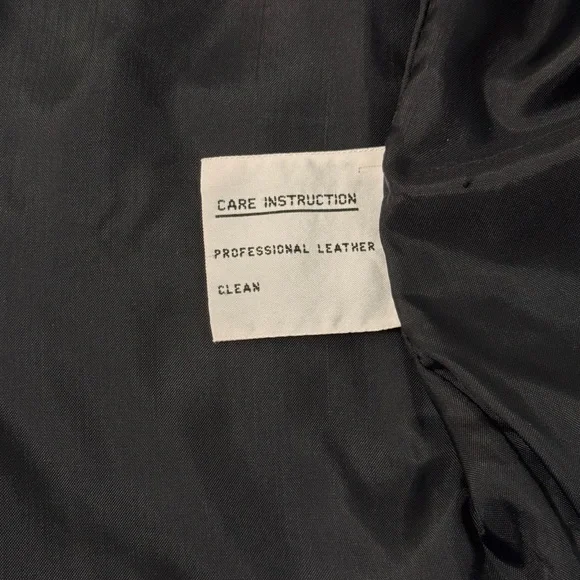 CARE INSTRUCTION
PROFESSIONAL LEATHER
CLEAN